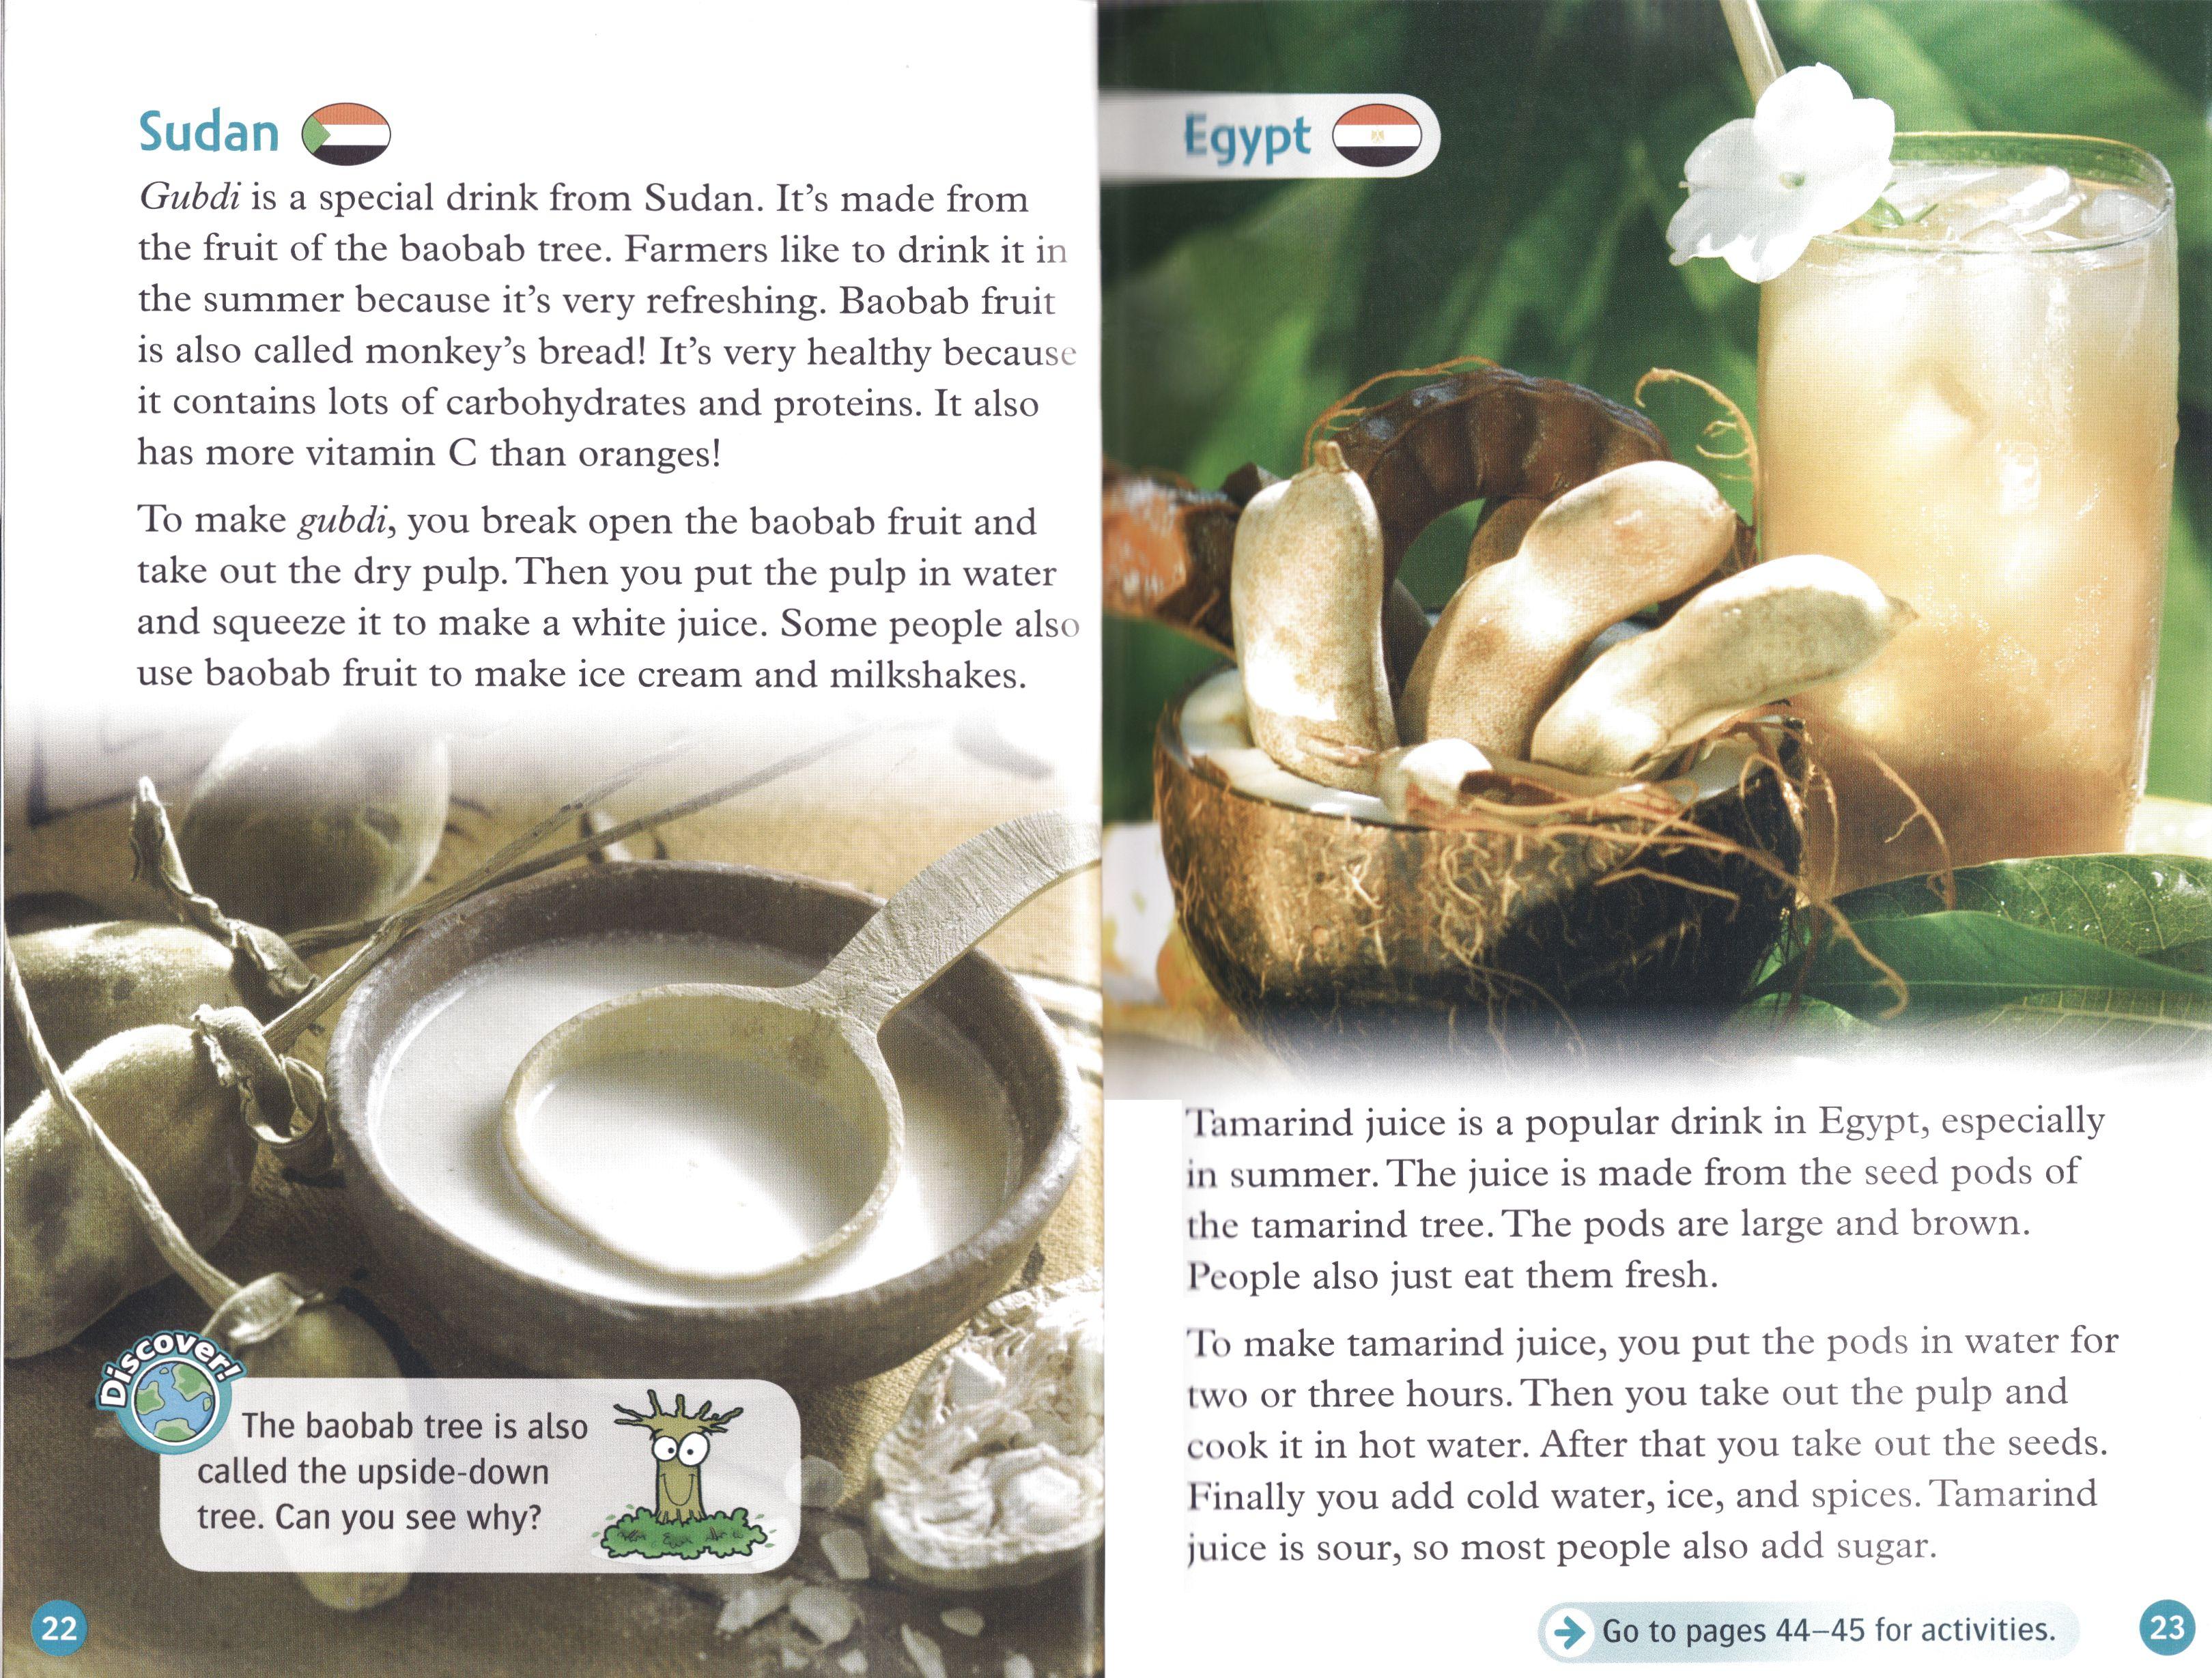 Sudan
Gubdi is a special drink from Sudan. It's made from
the fruit of the baobab tree. Farmers like to drink it in
the summer because it's very refreshing. Baobab fruit
is also called monkey's bread! It's very healthy because
it contains lots of carbohydrates and proteins. It also
has more vitamin C than oranges!
To make gubdi, you break open the baobab fruit and
take out the dry pulp. Then you put the pulp in water
and squeeze it to make a white juice. Some people also
use baobab fruit to make ice cream and milkshakes.
Discover!
The baobab tree is also
called the upside-down
tree. Can you see why?
22
Egypt
Tamarind juice is a popular drink in Egypt, especially
in summer. The juice is made from the seed pods of
the tamarind tree. The pods are large and brown.
People also just eat them fresh.
To make tamarind juice, you put the pods in water for
two or three hours. Then you take out the pulp and
cook it in hot water. After that you take out the seeds.
Finally you add cold water, ice, and spices. Tamarind
juice is sour, so most people also add sugar.
Go to pages 44–45 for activities.
23